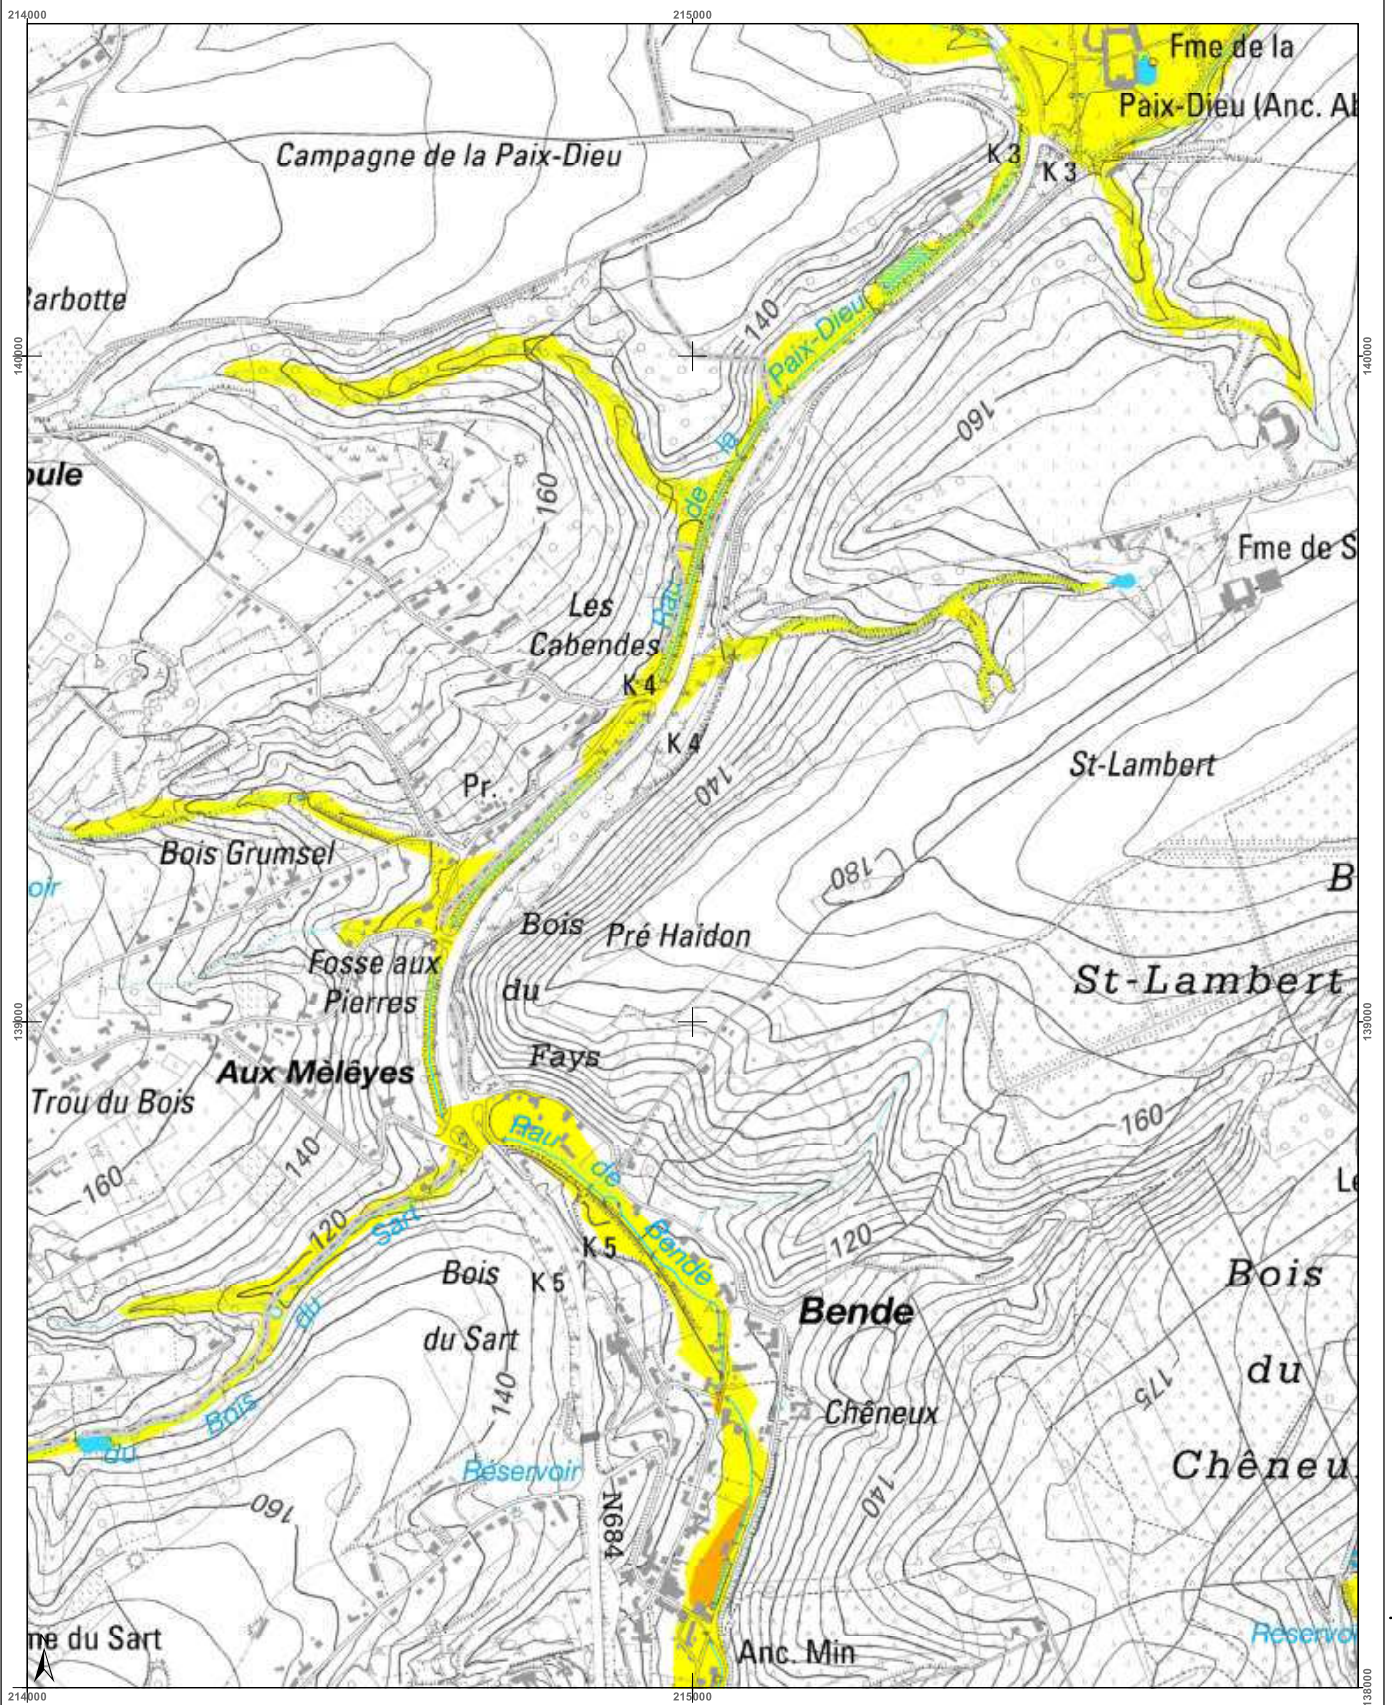 214000
215000
Fme de la
Paix-Dieu (Anc. Ab
K 3
K 3
Campagne de la Paix-Dieu
Barbotte
140
140000
140000
Rau de la Paix-Dieu
160
oule
160
Fme de S
Les
Cabendes
K 4
K 4
St-Lambert
Pr.
140
Bois Grumsel
180
B
oir
Bois
du
Fays
Pré Haidon
Fosse aux
Pierres
St-Lambert
139000
139000
Aux Mèlêyes
Trou du Bois
160
140
160
Rau de Bende
Le
120
K 5
120
Bois
du Sart
K 5
Bois
du
Chêneu
Bende
Rau du Bois du Sart
140
175
Chêneux
Réservoir
160
N684
140
me du Sart
Anc. Min
Réservo
214000
215000
138000